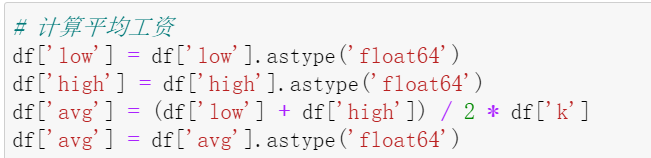 # 计算平均工资
df['low'] = df['low'].astype('float64')
df['high'] = df['high'].astype('float64')
df['avg'] = (df['low'] + df['high']) / 2 * df['k']
df['avg'] = df['avg'].astype('float64')